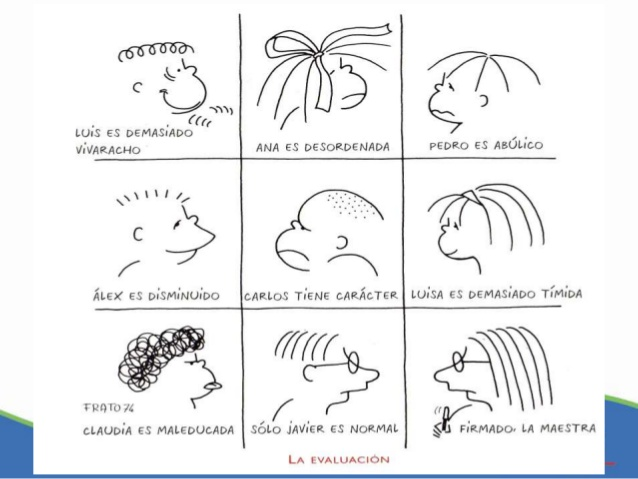 LUIS ES DEMASIADO
VIVARACHO
ANA ES DESORDENADA
PEDRO ES ABÚLICO
ÁLEX ES DISMINUIDO
CARLOS TIENE CARÁCTER
LUISA ES DEMASIADO TÍMIDA
FRATO 76
CLAUDIA ES MALEDUCADA
SÓLO JAVIER ES NORMAL
FIRMADO. LA MAESTRA
LA EVALUACIÓN